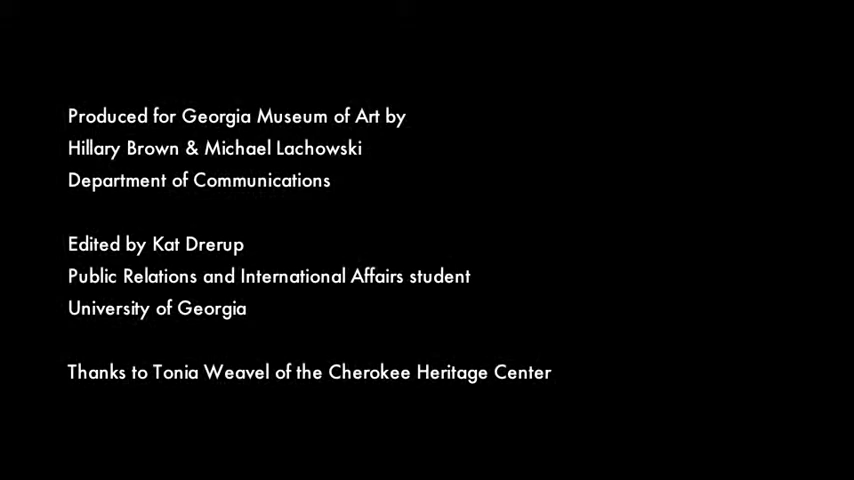 Produced for Georgia Museum of Art by
Hillary Brown & Michael Lachowski
Department of Communications
Edited by Kat Drerup
Public Relations and International Affairs student
University of Georgia
Thanks to Tonia Weavel of the Cherokee Heritage Center